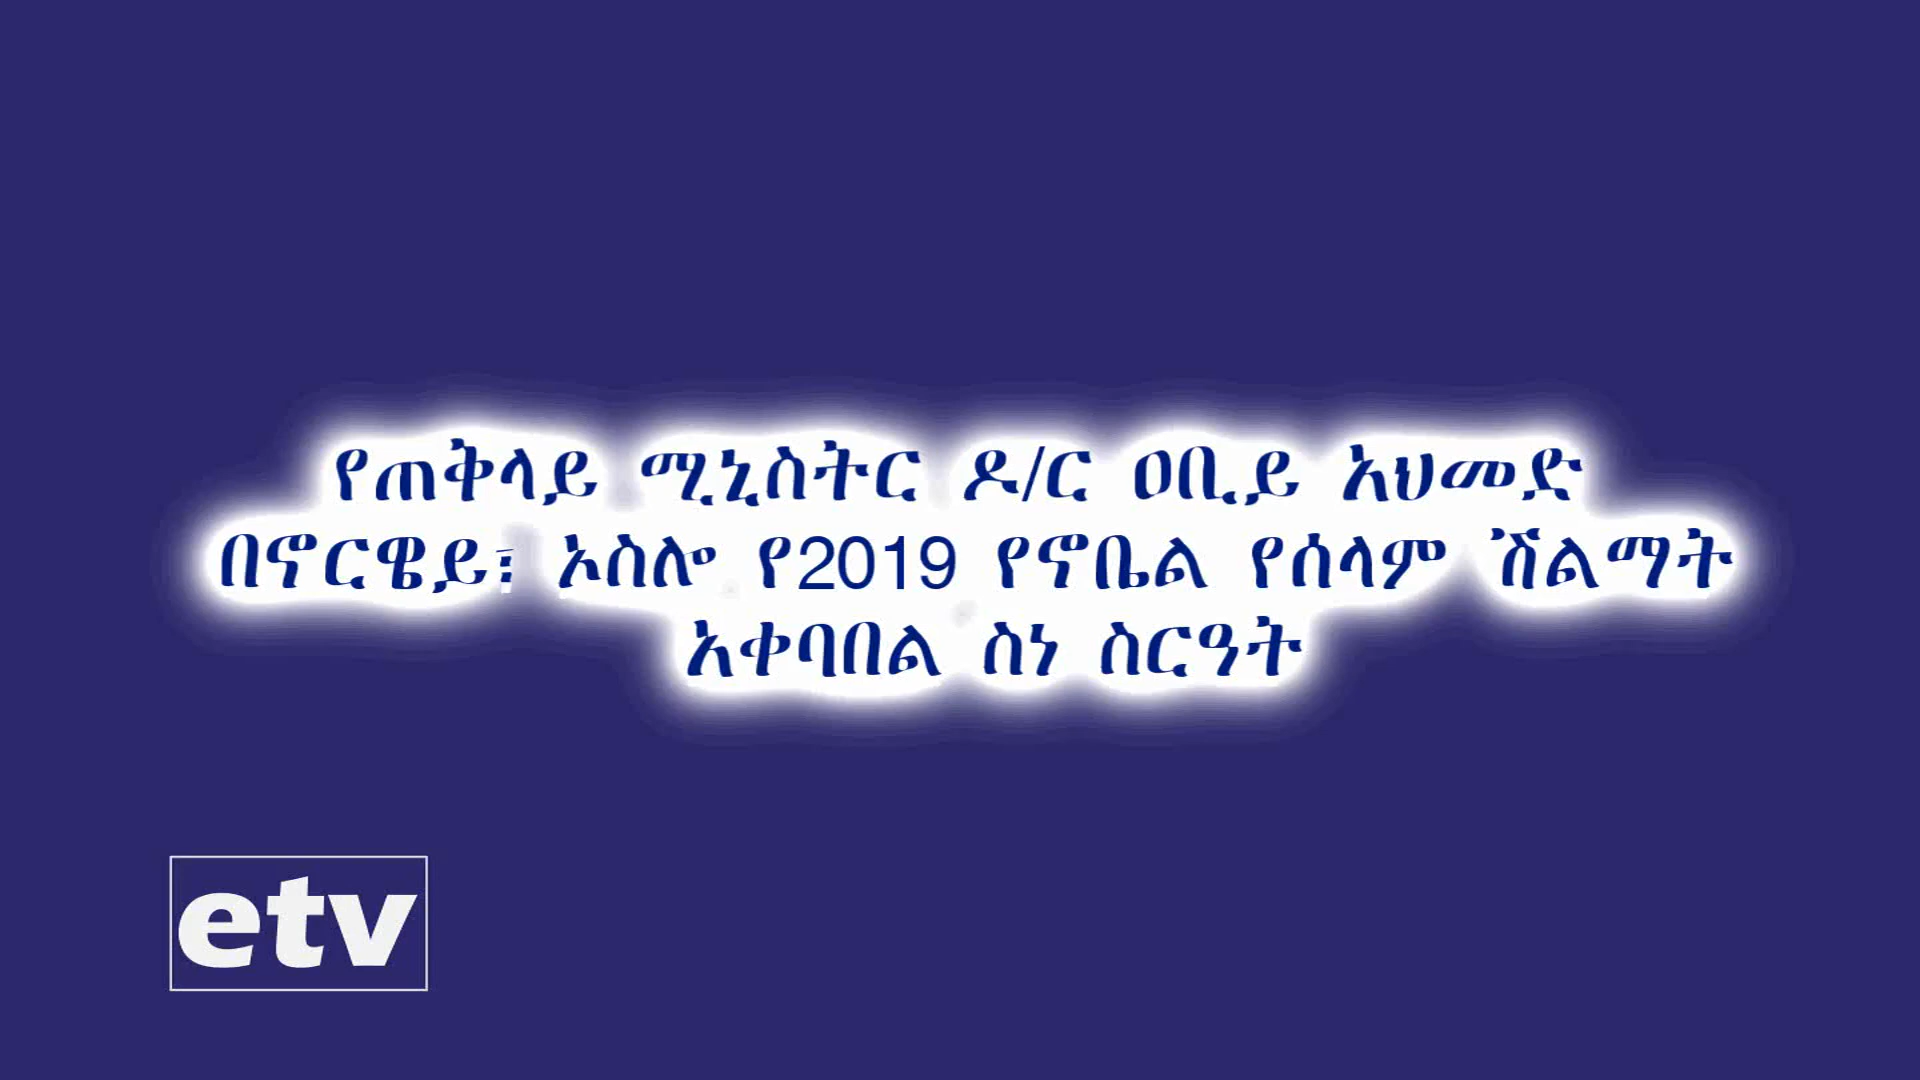 የጠቅላይ ሚኒስትር ዶ/ር ዐቢይ አህመድ
በኖርዌይ፣ ኦስሎ የ2019 የኖቤል የሰላም ሽልማት
አቀባበል ስነ ስርዓት
etv